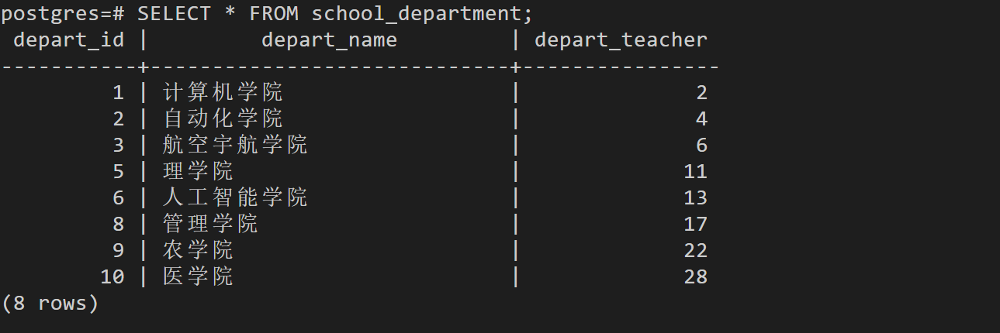 postgres=# SELECT * FROM school_department;
 depart_id |         depart_name         | depart_teacher
-----------+-----------------------------+----------------
         1 | 计算机学院                  |              2
         2 | 自动化学院                  |              4
         3 | 航空宇航学院                |              6
         5 | 理学院                      |             11
         6 | 人工智能学院                |             13
         8 | 管理学院                    |             17
         9 | 农学院                      |             22
        10 | 医学院                      |             28
(8 rows)